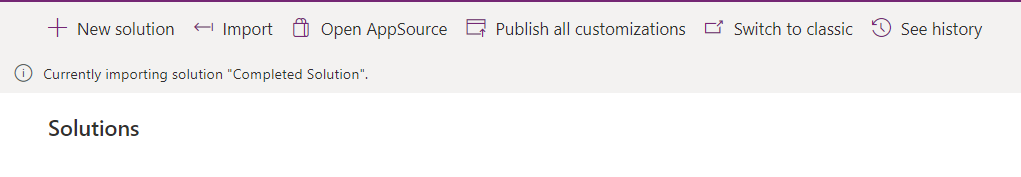 New solution Import Open AppSource Publish all customizations Switch to classic See history
Currently importing solution "Completed Solution".
Solutions